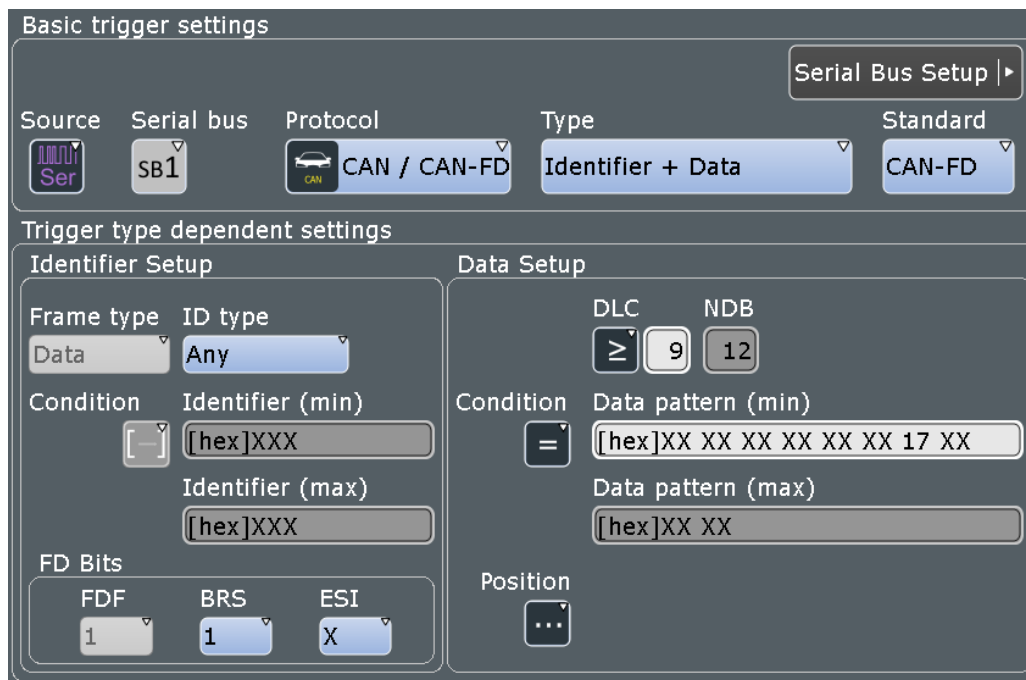 Basic trigger settings
Serial Bus Setup
Source Serial bus Protocol Type Standard
Ser SB1 CAN CAN / CAN-FD Identifier + Data CAN-FD
Trigger type dependent settings
Identifier Setup
Frame type ID type
Data Any
Condition Identifier (min)
[–] [hex]XXX
Identifier (max)
[hex]XXX
FD Bits
FDF BRS ESI
1 1 X
Data Setup
DLC NDB
≥ 9 12
Condition Data pattern (min)
= [hex]XX XX XX XX XX XX 17 XX
Data pattern (max)
[hex]XX XX
Position
...